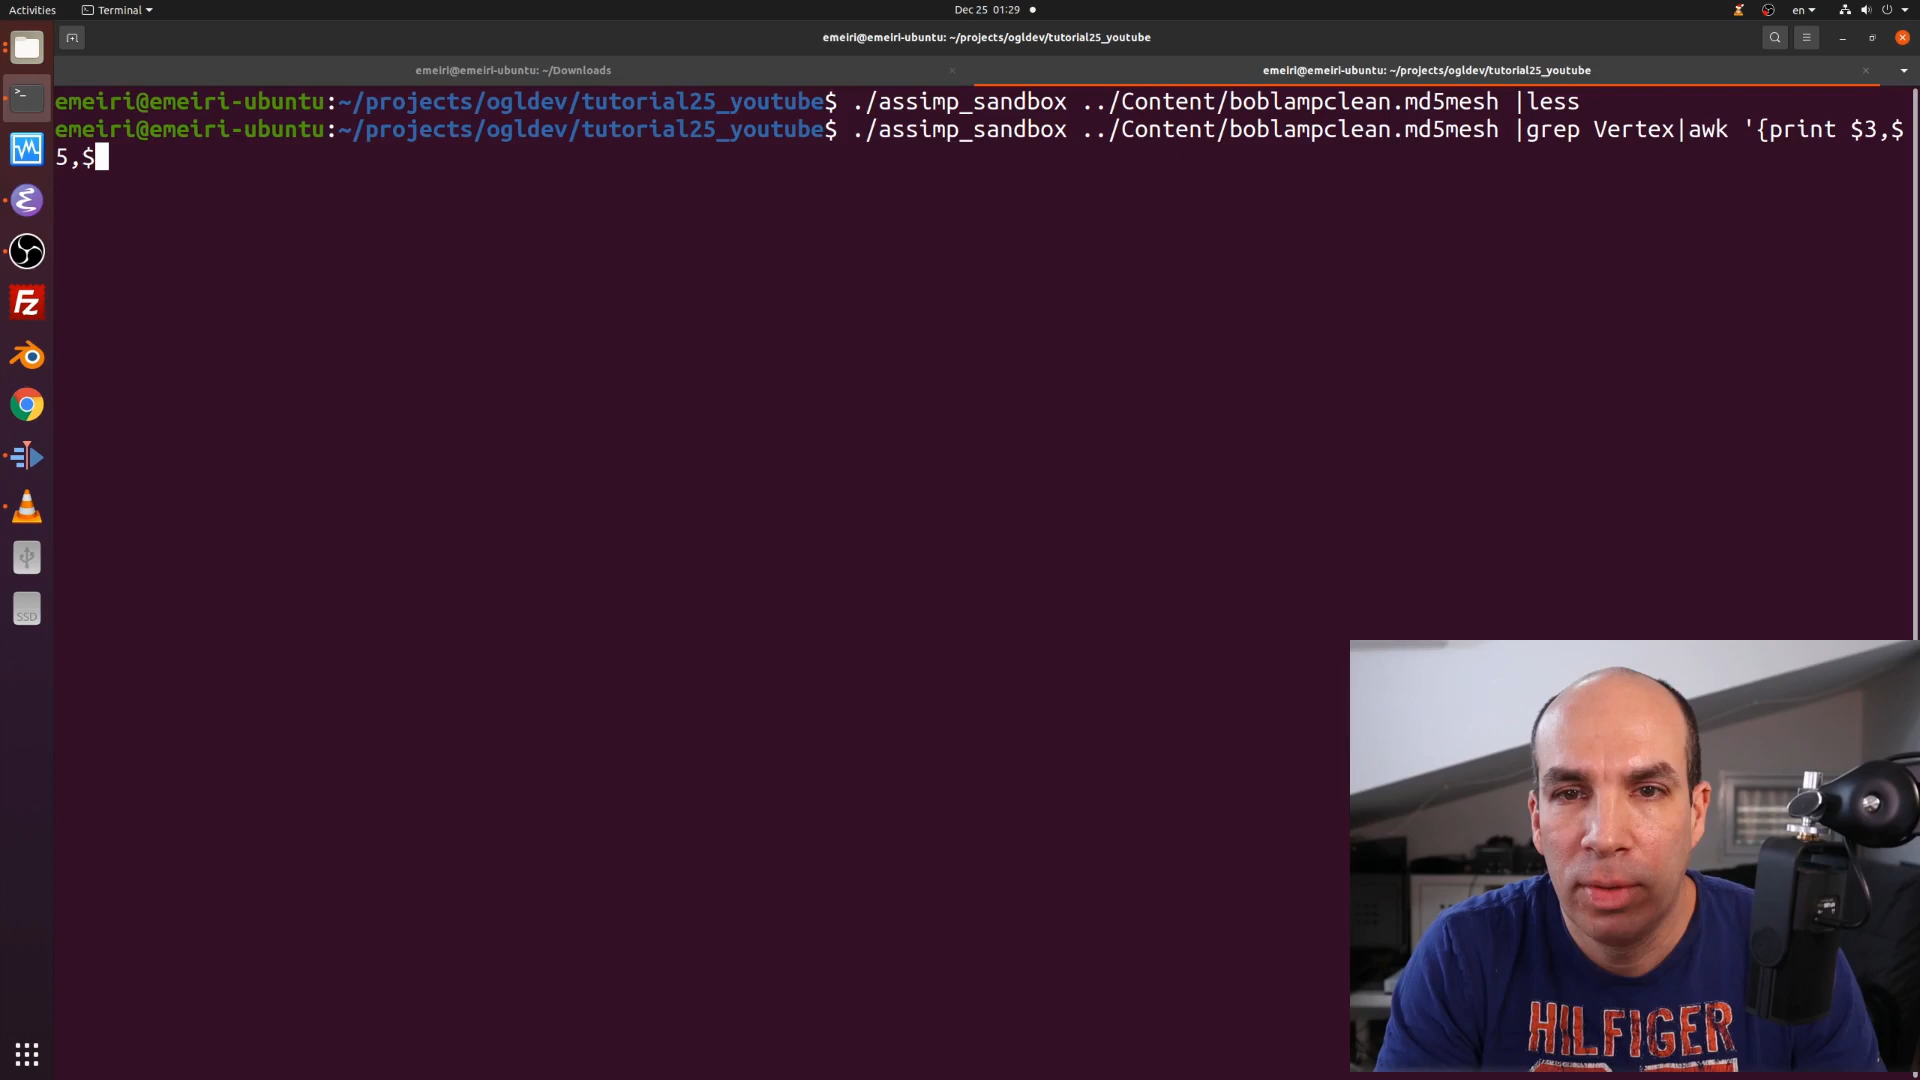 Activities
Terminal
Dec 25 01:29
en
emeiri@emeiri-ubuntu: ~/projects/ogldev/tutorial25_youtube
emeiri@emeiri-ubuntu: ~/Downloads
emeiri@emeiri-ubuntu: ~/projects/ogldev/tutorial25_youtube
emeiri@emeiri-ubuntu:~/projects/ogldev/tutorial25_youtube$ ./assimp_sandbox ../Content/boblampclean.md5mesh |less
emeiri@emeiri-ubuntu:~/projects/ogldev/tutorial25_youtube$ ./assimp_sandbox ../Content/boblampclean.md5mesh |grep Vertex|awk '{print $3,$
5,$
Fz
SSD
HILFIGER